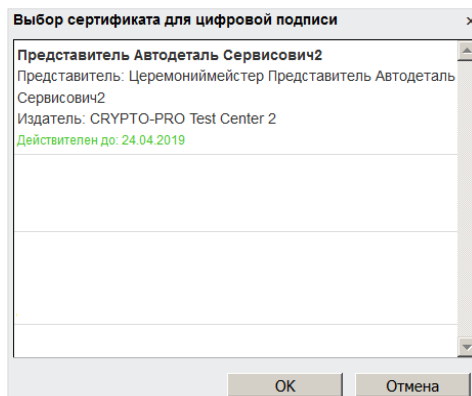 Выбор сертификата для цифровой подписи
Представитель Автодеталь Сервисович2
Представитель: Церемониймейстер Представитель Автодеталь
Сервисович2
Издатель: CRYPTO-PRO Test Center 2
Действителен до: 24.04.2019
OK
Отмена